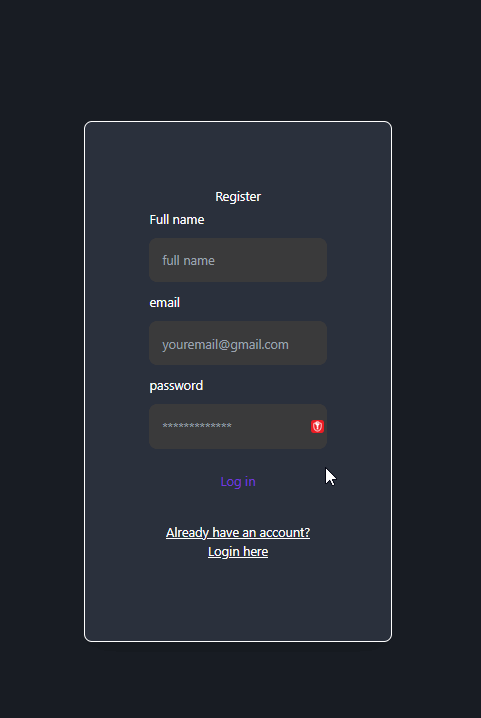 Register
Full name
full name
email
youremail@gmail.com
password
*************
Log in
Already have an account?
Login here